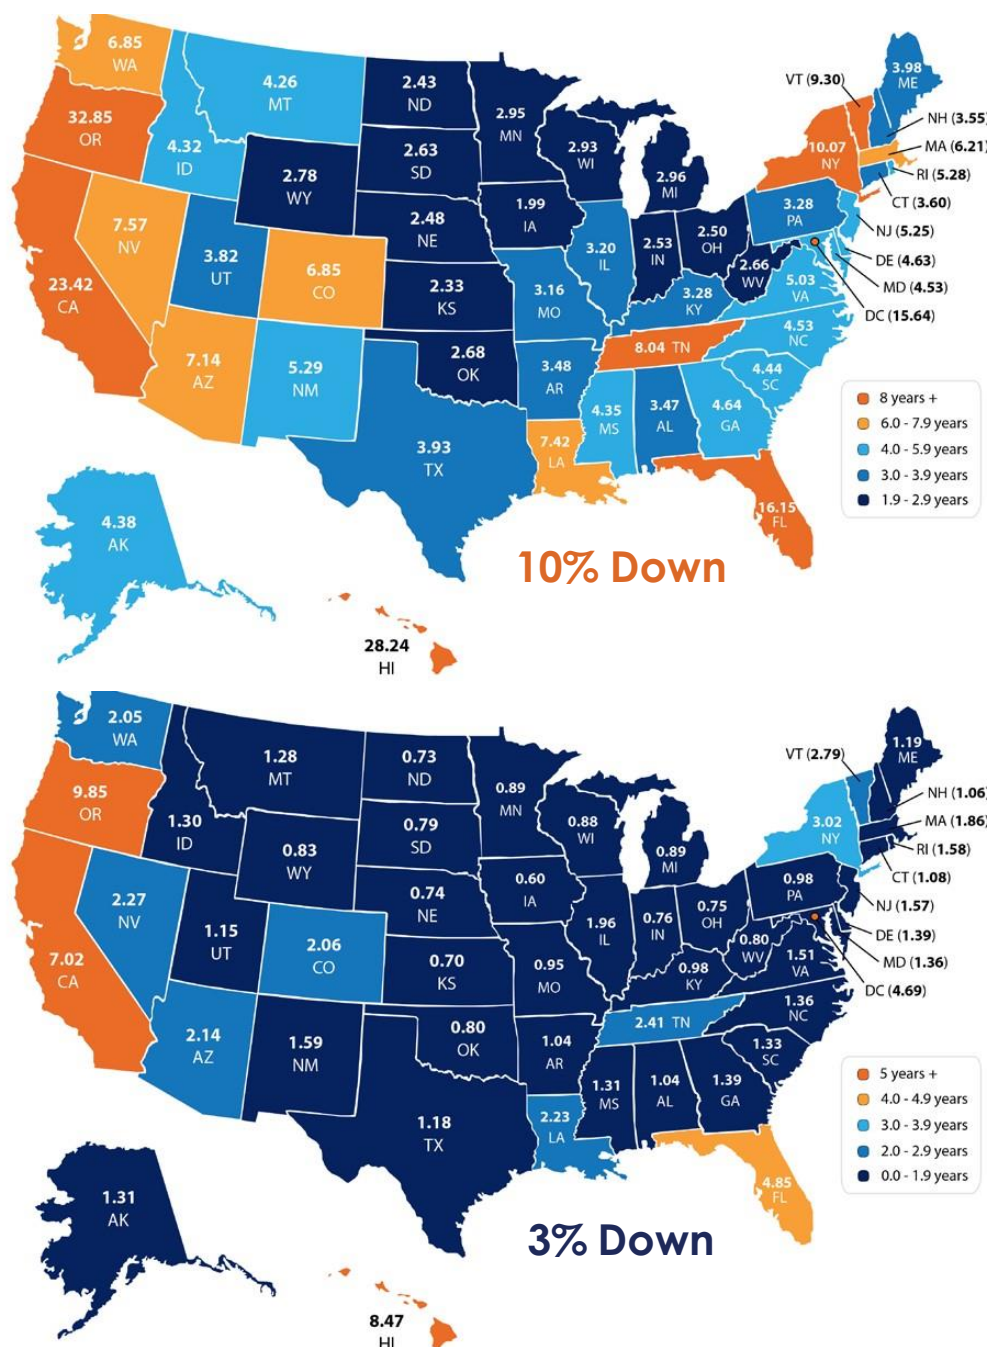 6.85
WA
32.85
OR
23.42
CA
4.32
ID
7.57
NV
4.26
MT
2.78
WY
3.82
UT
6.85
CO
7.14
AZ
5.29
NM
2.43
ND
2.63
SD
2.48
NE
2.33
KS
2.68
OK
3.93
TX
2.95
MN
1.99
IA
3.16
MO
3.48
AR
7.42
LA
2.93
WI
3.20
IL
2.96
MI
2.53
IN
2.50
OH
3.28
KY
8.04 TN
4.35
MS
3.47
AL
4.64
GA
16.15
FL
4.44
SC
4.53
NC
5.03
VA
2.66
WV
3.28
PA
10.07
NY
3.98
ME
VT (9.30)
NH (3.55)
MA (6.21)
RI (5.28)
CT (3.60)
NJ (5.25)
DE (4.63)
MD (4.53)
DC (15.64)
8 years +
6.0 - 7.9 years
4.0 - 5.9 years
3.0 - 3.9 years
1.9 - 2.9 years
4.38
AK
28.24
HI
10% Down
2.05
WA
9.85
OR
7.02
CA
1.30
ID
2.27
NV
1.28
MT
0.83
WY
1.15
UT
2.06
CO
2.14
AZ
1.59
NM
0.73
ND
0.79
SD
0.74
NE
0.70
KS
0.80
OK
1.18
TX
0.89
MN
0.60
IA
0.95
MO
1.04
AR
2.23
LA
0.88
WI
1.96
IL
0.89
MI
0.76
IN
0.75
OH
0.98
KY
2.41 TN
1.31
MS
1.04
AL
1.39
GA
4.85
FL
1.33
SC
1.36
NC
1.51
VA
0.80
WV
0.98
PA
3.02
NY
1.19
ME
VT (2.79)
NH (1.06)
MA (1.86)
RI (1.58)
CT (1.08)
NJ (1.57)
DE (1.39)
MD (1.36)
DC (4.69)
5 years +
4.0 - 4.9 years
3.0 - 3.9 years
2.0 - 2.9 years
0.0 - 1.9 years
1.31
AK
8.47
HI
3% Down